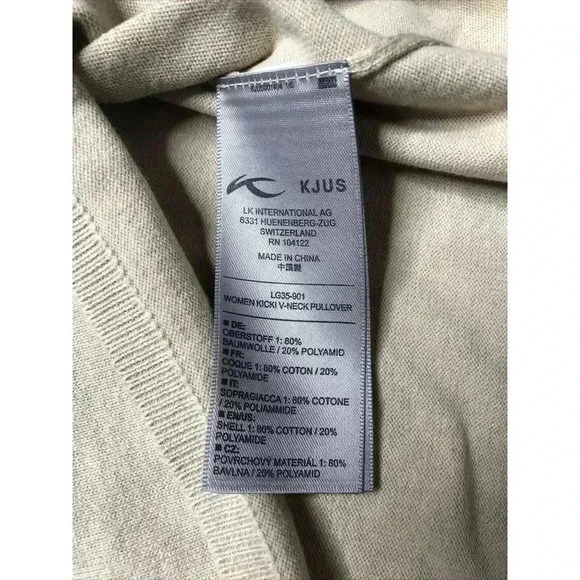 KJUS
LK INTERNATIONAL AG
6331 HUENENBERG-ZUG
SWITZERLAND
RN 104122
MADE IN CHINA
中国製
LG35-901
WOMEN KICKI V-NECK PULLOVER
■ DE:
OBERSTOFF 1: 80%
BAUMWOLLE / 20% POLYAMID
■ FR:
COQUE 1: 80% COTON / 20%
POLYAMIDE
■ IT:
SOPRAGIACCA 1: 80% COTONE
/ 20% POLIAMMIDE
■ EN/US:
SHELL 1: 80% COTTON / 20%
POLYAMIDE
■ CZ:
POVRCHOVÝ MATERIÁL 1: 80%
BAVLNA / 20% POLYAMID